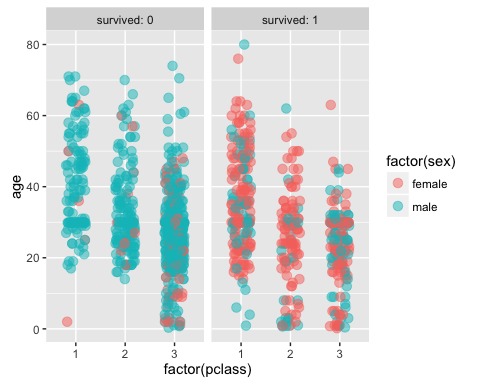 survived: 0
survived: 1
80
60
40
20
0
age
1
2
3
1
2
3
factor(pclass)
factor(sex)
female
male